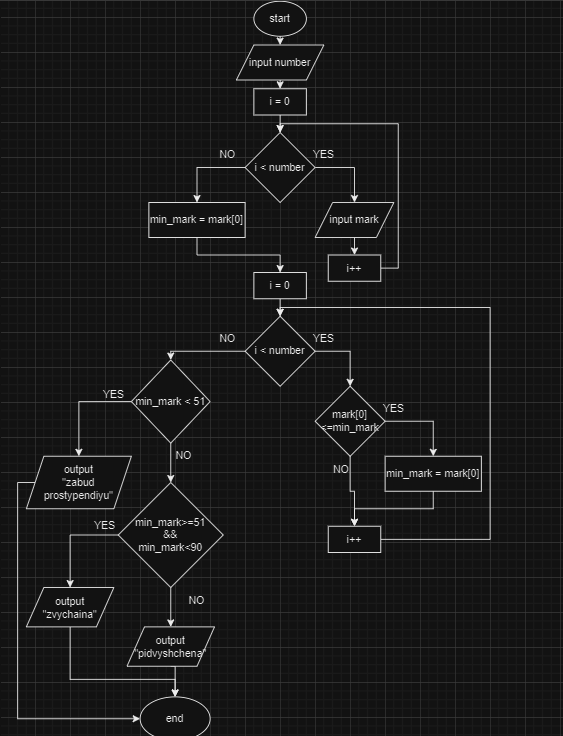 start
input number
i = 0
NO
YES
i < number
min_mark = mark[0]
input mark
i++
i = 0
NO
YES
i < number
YES
min_mark < 51
mark[0]
<=min_mark
YES
NO
NO
output
"zabud
prostypendiyu"
min_mark = mark[0]
YES
min_mark>=51
&&
min_mark<90
i++
NO
output
"zvychaina"
output
"pidvyshchena"
end